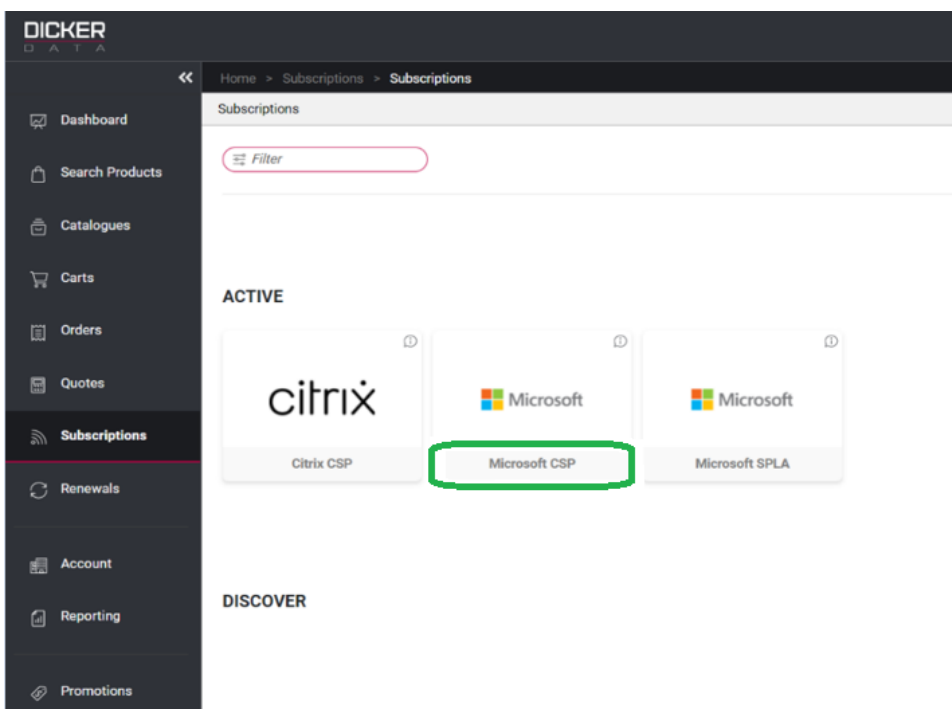 DICKER
DATA
Home > Subscriptions > Subscriptions
Subscriptions
Filter
Dashboard
Search Products
Catalogues
Carts
Orders
Quotes
Subscriptions
Renewals
Account
Reporting
Promotions
ACTIVE
citrix
Citrix CSP
Microsoft
Microsoft CSP
Microsoft
Microsoft SPLA
DISCOVER